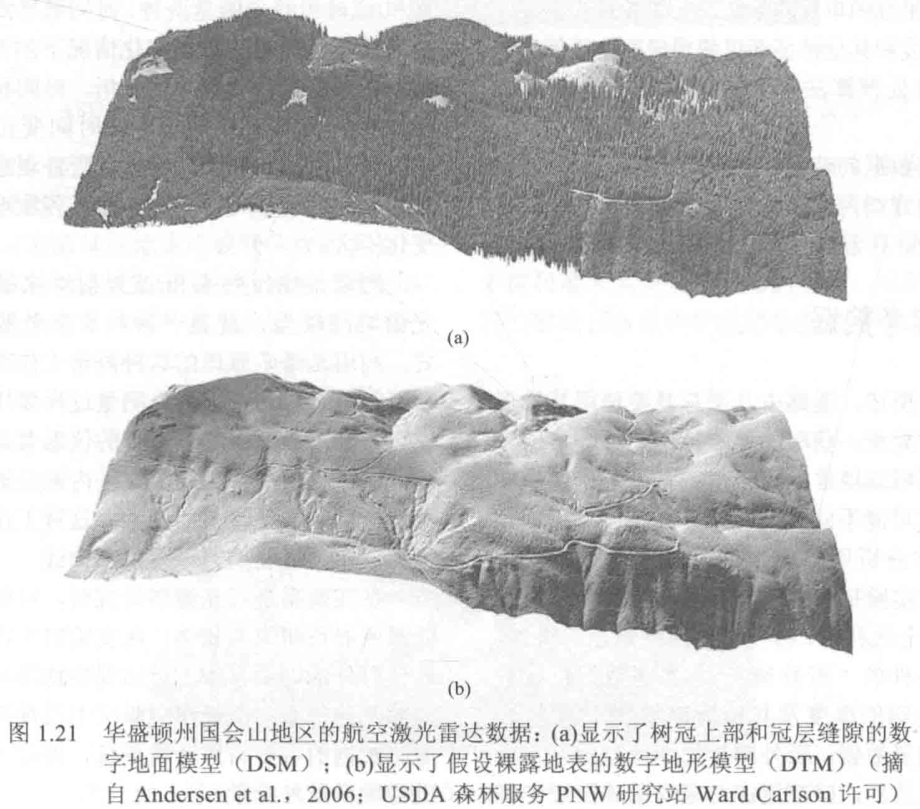 (a)
(b)
图 1.21 华盛顿州国会山地区的航空激光雷达数据：(a)显示了树冠上部和冠层缝隙的数
字地面模型（DSM）；(b)显示了假设裸露地表的数字地形模型（DTM）（摘
自 Andersen et al.，2006；USDA 森林服务 PNW 研究站 Ward Carlson 许可）